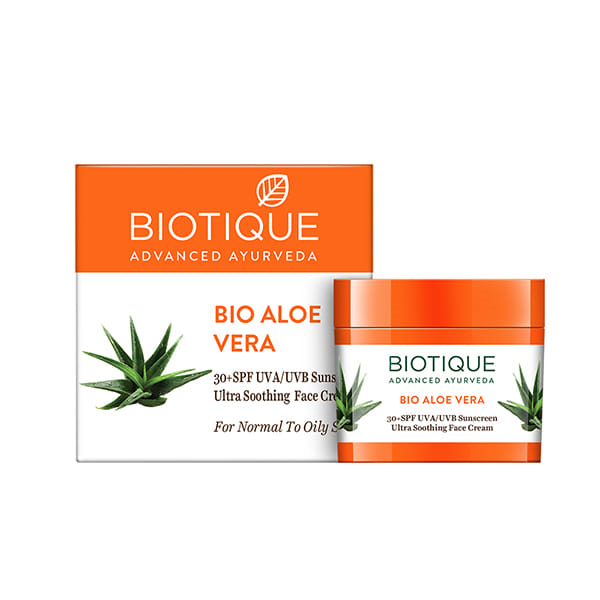 BIOTIQUE
ADVANCED AYURVEDA
BIO ALOE
VERA
30+SPF UVA/UVB Suns
Ultra Soothing Face Cre
For Normal To Oily S
BIOTIQUE
ADVANCED AYURVEDA
BIO ALOE VERA
30+SPF UVA/UVB Sunscreen
Ultra Soothing Face Cream